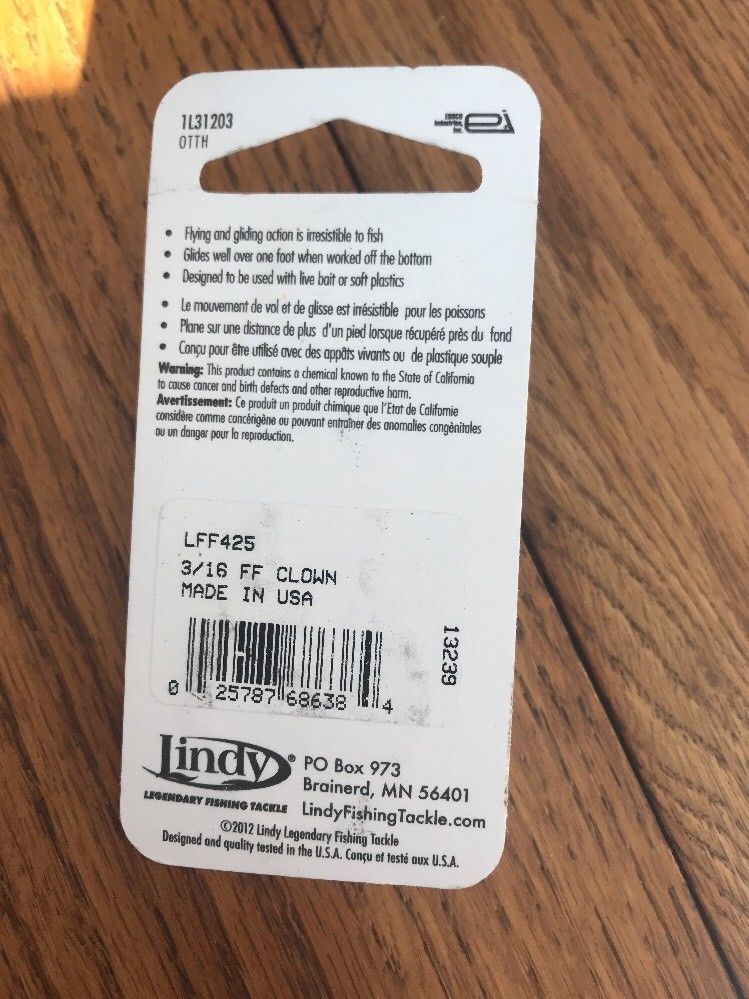 1L31203
OTTH
ei
• Flying and gliding action is irresistible to fish
• Glides well over one foot when worked off the bottom
• Designed to be used with live bait or soft plastics
• Le mouvement de vol et de glisse est irrésistible pour les poissons
• Plane sur une distance de plus d'un pied lorsque récupéré près du fond
• Conçu pour être utilisé avec des appâts vivants ou de plastique souple
Warning: This product contains a chemical known to the State of California
to cause cancer and birth defects and other reproductive harm.
Avertissement: Ce produit un produit chimique que l'Etat de Californie
considère comme cancérigène ou pouvant entraîner des anomalies congènitales
ou un danger pour la reproduction.
LFF425
3/16 FF CLOWN
MADE IN USA
13239
0 25787 68638 4
Lindy®
LEGENDARY FISHING TACKLE
PO Box 973
Brainerd, MN 56401
LindyFishingTackle.com
©2012 Lindy Legendary Fishing Tackle
Designed and quality tested in the U.S.A. Conçu et testé aux U.S.A.